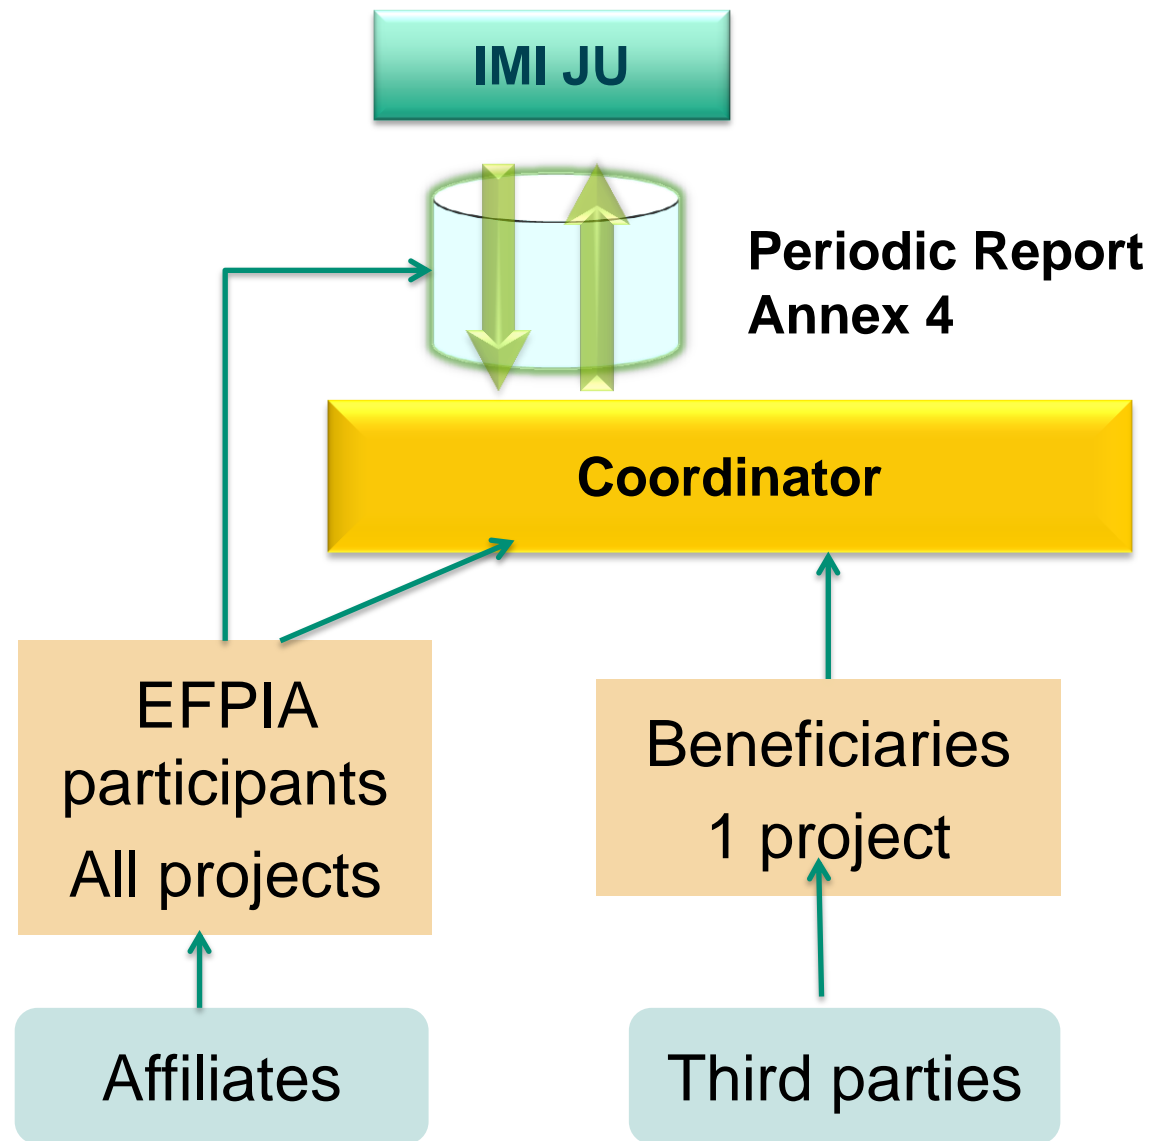 IMI JU
Periodic Report
Annex 4
Coordinator
EFPIA
participants
All projects
Beneficiaries
1 project
Affiliates
Third parties